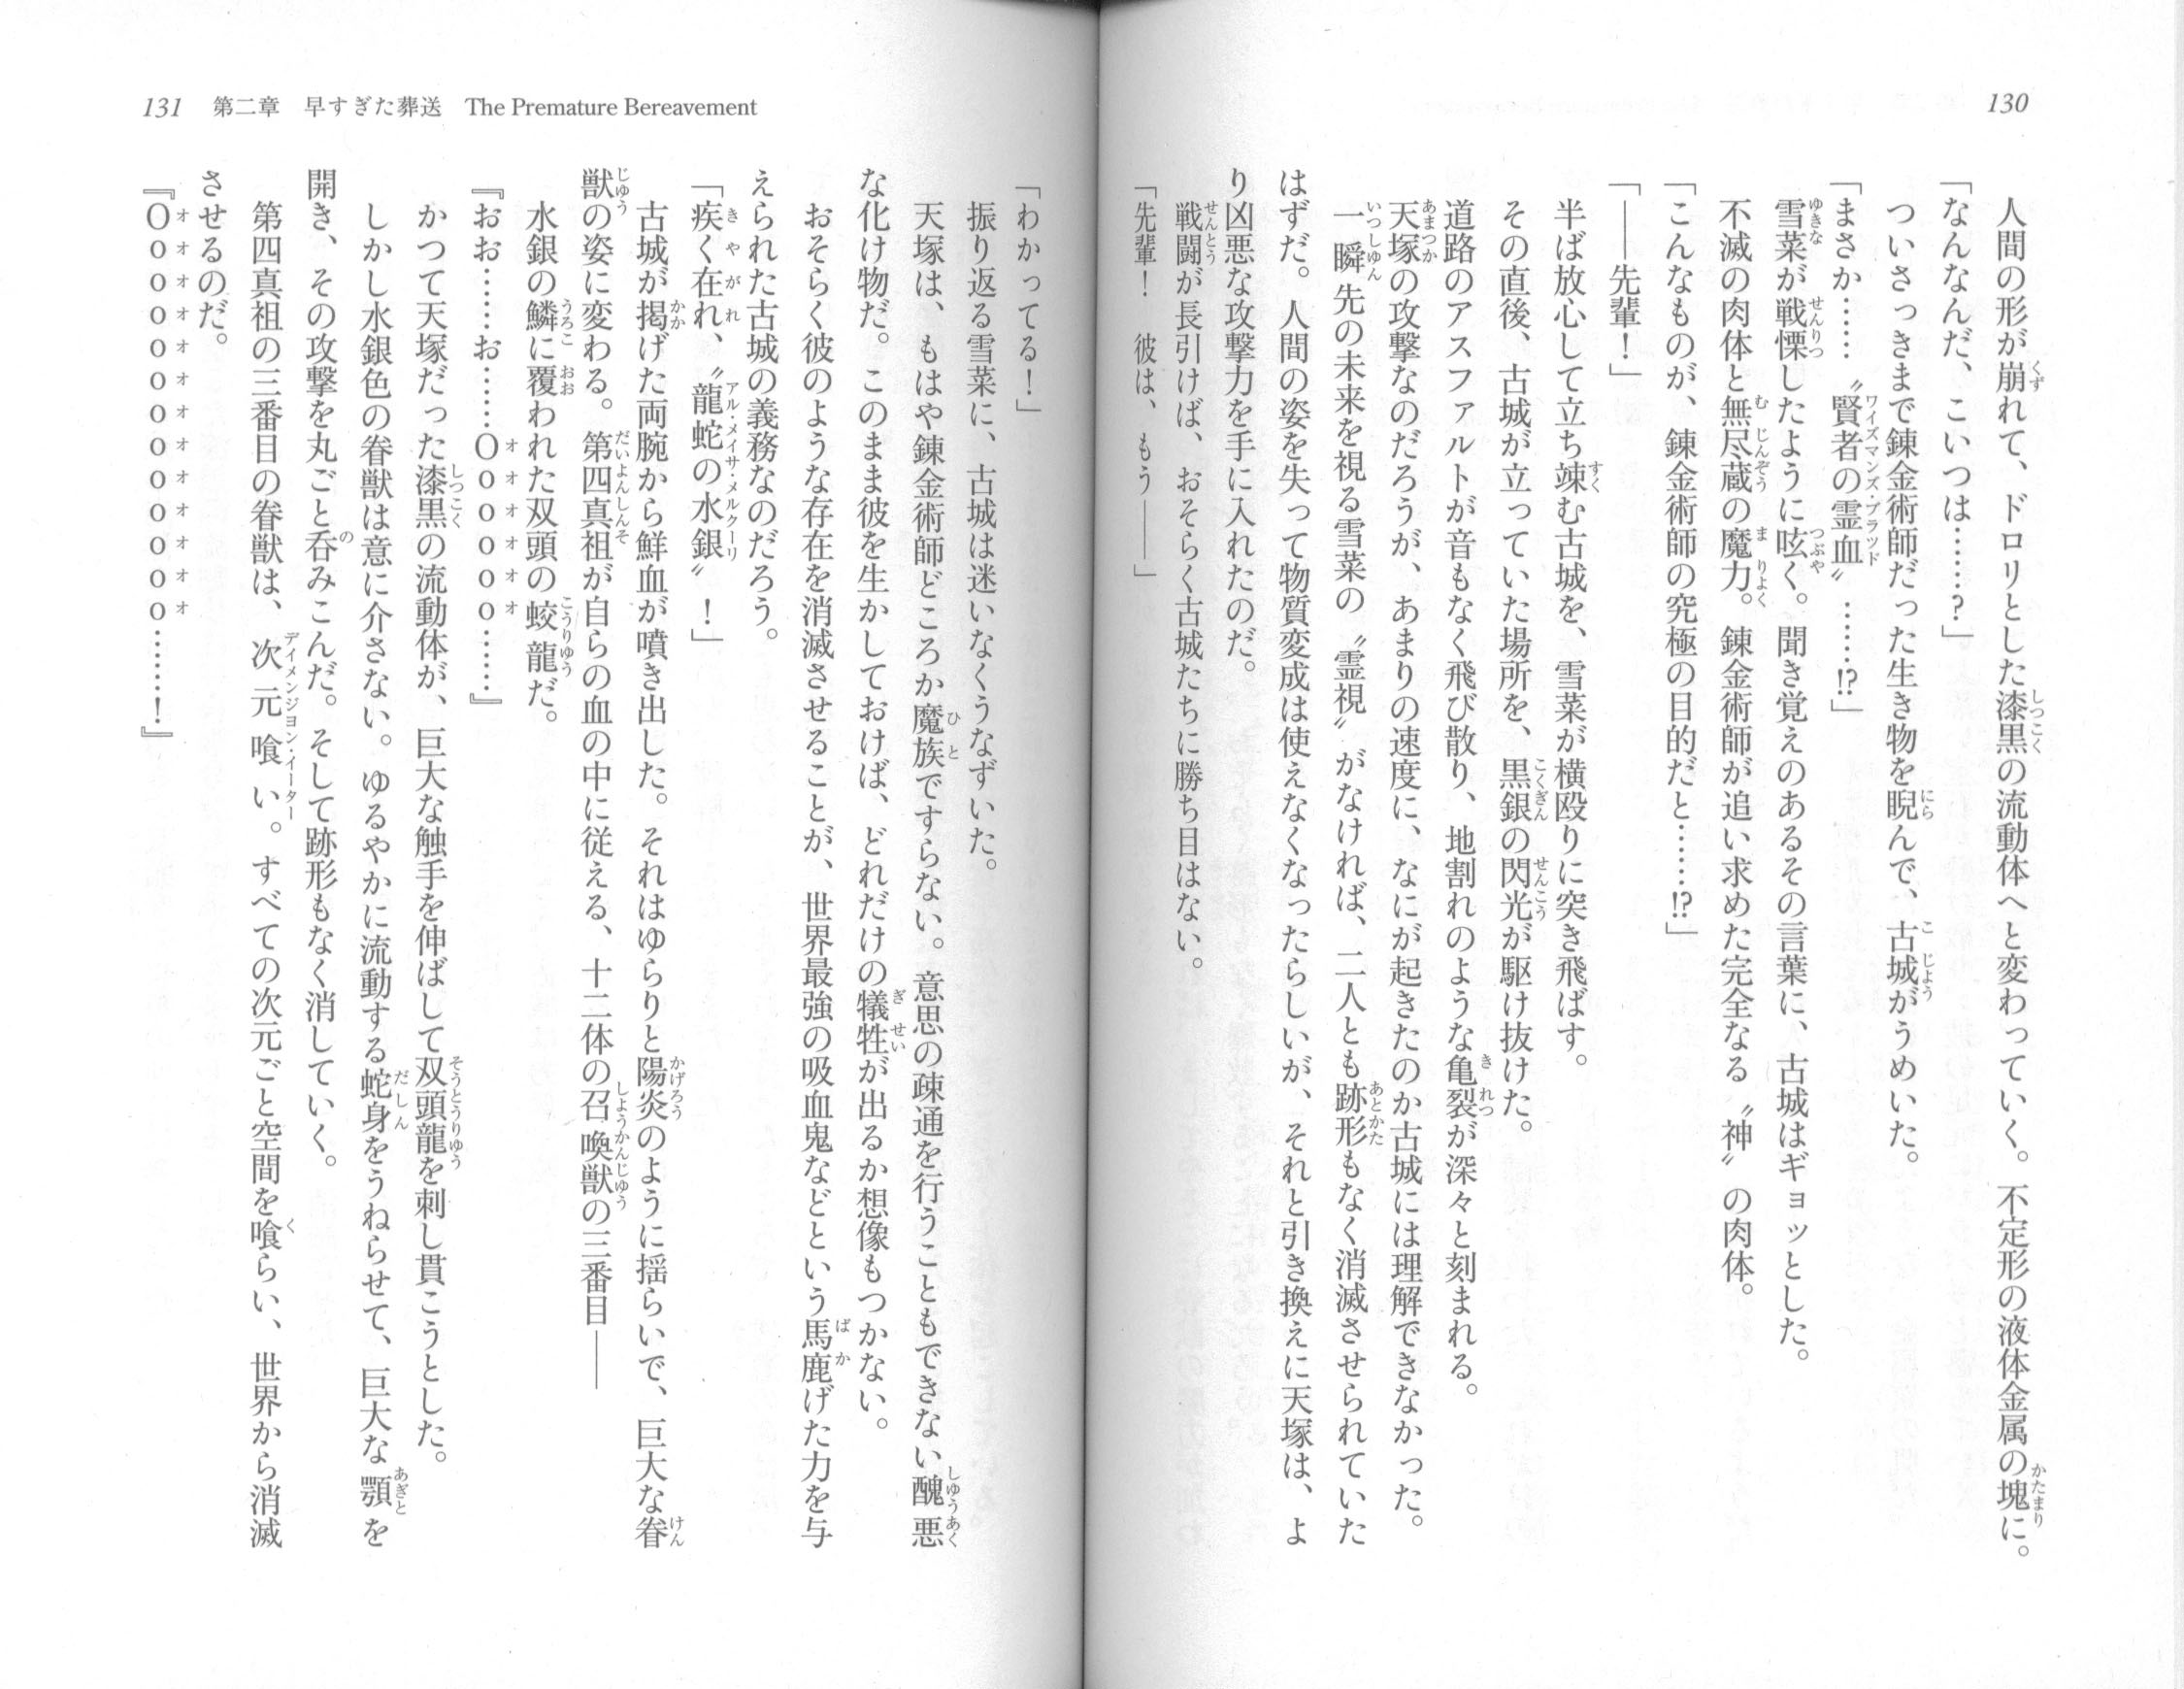 130
人間の形が崩れて、ドロリとした漆黒の流動体へと変わっていく。不定形の液体金属の塊に。
「なんなんだ、こいつは……？」
ついさっきまで錬金術師だった生き物を睨んで、古城がうめいた。
「まさか……〝賢者の霊血〟……!?」
雪菜が戦慄したように呟く。聞き覚えのあるその言葉に、古城はギョッとした。
不滅の肉体と無尽蔵の魔力。錬金術師が追い求めた完全なる〝神〟の肉体。
「こんなものが、錬金術師の究極の目的だと……!?」
「――先輩！」
半ば放心して立ち竦む古城を、雪菜が横殴りに突き飛ばす。
その直後、古城が立っていた場所を、黒銀の閃光が駆け抜けた。
道路のアスファルトが音もなく飛び散り、地割れのような亀裂が深々と刻まれる。
天塚の攻撃なのだろうが、あまりの速度に、なにが起きたのか古城には理解できなかった。
一瞬先の未来を視る雪菜の〝霊視〟がなければ、二人とも跡形もなく消滅させられていた
はずだ。人間の姿を失って物質変成は使えなくなったらしいが、それと引き換えに天塚は、よ
り凶悪な攻撃力を手に入れたのだ。
戦闘が長引けば、おそらく古城たちに勝ち目はない。
「先輩！　彼は、もう――」
131　第二章　早すぎた葬送　The Premature Bereavement
「わかってる！」
振り返る雪菜に、古城は迷いなくうなずいた。
天塚は、もはや錬金術師どころか魔族ですらない。意思の疎通を行うこともできない醜悪
な化け物だ。このまま彼を生かしておけば、どれだけの犠牲が出るか想像もつかない。
おそらく彼のような存在を消滅させることが、世界最強の吸血鬼などという馬鹿げた力を与
えられた古城の義務なのだろう。
「疾く在れ、〝龍蛇の水銀〟！」
古城が掲げた両腕から鮮血が噴き出した。それはゆらりと陽炎のように揺らいで、巨大な眷
獣の姿に変わる。第四真祖が自らの血の中に従える、十二体の召喚獣の三番目――
水銀の鱗に覆われた双頭の蛟龍だ。
『おお……お……Ｏｏｏｏｏｏ……』
かつて天塚だった漆黒の流動体が、巨大な触手を伸ばして双頭龍を刺し貫こうとした。
しかし水銀色の眷獣は意に介さない。ゆるやかに流動する蛇身をうねらせて、巨大な顎を
開き、その攻撃を丸ごと呑みこんだ。そして跡形もなく消していく。
第四真祖の三番目の眷獣は、次元喰い。すべての次元ごと空間を喰らい、世界から消滅
させるのだ。
『Ｏｏｏｏｏｏｏｏｏｏｏｏｏ……！』